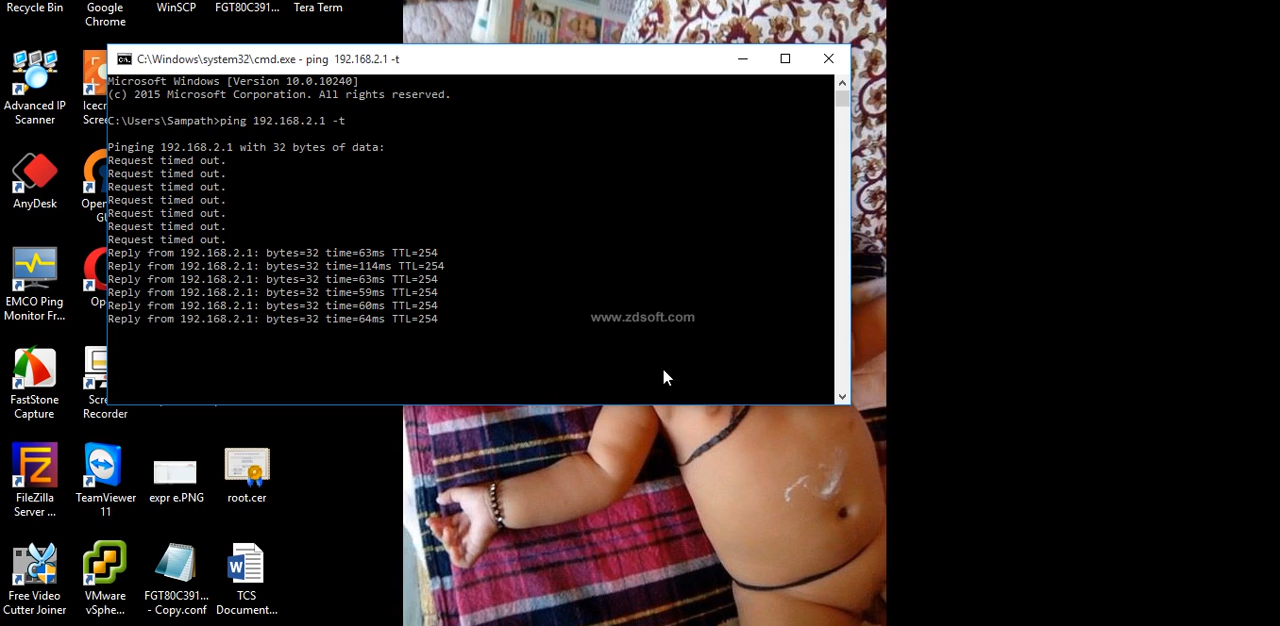 Recycle Bin
Google
Chrome
WinSCP
FGT80C391...
Tera Term
C:\Windows\system32\cmd.exe - ping  192.168.2.1 -t
Microsoft Windows [Version 10.0.10240]
(c) 2015 Microsoft Corporation. All rights reserved.
C:\Users\Sampath>ping 192.168.2.1 -t
Pinging 192.168.2.1 with 32 bytes of data:
Request timed out.
Request timed out.
Request timed out.
Request timed out.
Request timed out.
Request timed out.
Request timed out.
Reply from 192.168.2.1: bytes=32 time=63ms TTL=254
Reply from 192.168.2.1: bytes=32 time=114ms TTL=254
Reply from 192.168.2.1: bytes=32 time=63ms TTL=254
Reply from 192.168.2.1: bytes=32 time=59ms TTL=254
Reply from 192.168.2.1: bytes=32 time=60ms TTL=254
Reply from 192.168.2.1: bytes=32 time=64ms TTL=254
www.zdsoft.com
Advanced IP
Scanner
Icecr
Scre
AnyDesk
Open
GU
EMCO Ping
Monitor Fr...
Op
FastStone
Capture
Scre
Recorder
FileZilla
Server ...
TeamViewer
11
expr e.PNG
root.cer
Free Video
Cutter Joiner
VMware
vSphe...
FGT80C391...
- Copy.conf
TCS
Document...